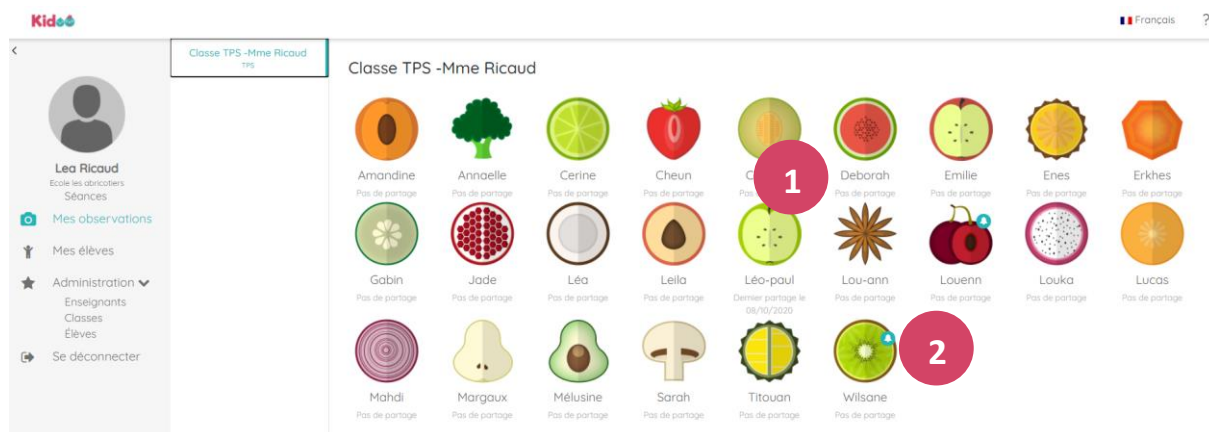 Kidoo
Français ?
<
Classe TPS -Mme Ricaud
TPS
Classe TPS -Mme Ricaud
Lea Ricaud
Ecole les abricotiers
Séances
Mes observations
Mes élèves
Administration
Enseignants
Classes
Élèves
Se déconnecter
Amandine Annaelle Cerine Cheun C 1 Deborah Emilie Enes Erkhes
Pas de partage Pas de partage Pas de partage Pas de partage Pas Pas de partage Pas de partage Pas de partage Pas de partage
Gabin Jade Léa Leila Léo-paul Lou-ann Louenn Louka Lucas
Pas de partage Pas de partage Pas de partage Pas de partage Dernier partage le Pas de partage Pas de partage Pas de partage Pas de partage
08/10/2020
2
Mahdi Margaux Mélusine Sarah Titouan Wilsane
Pas de partage Pas de partage Pas de partage Pas de partage Pas de partage Pas de partage